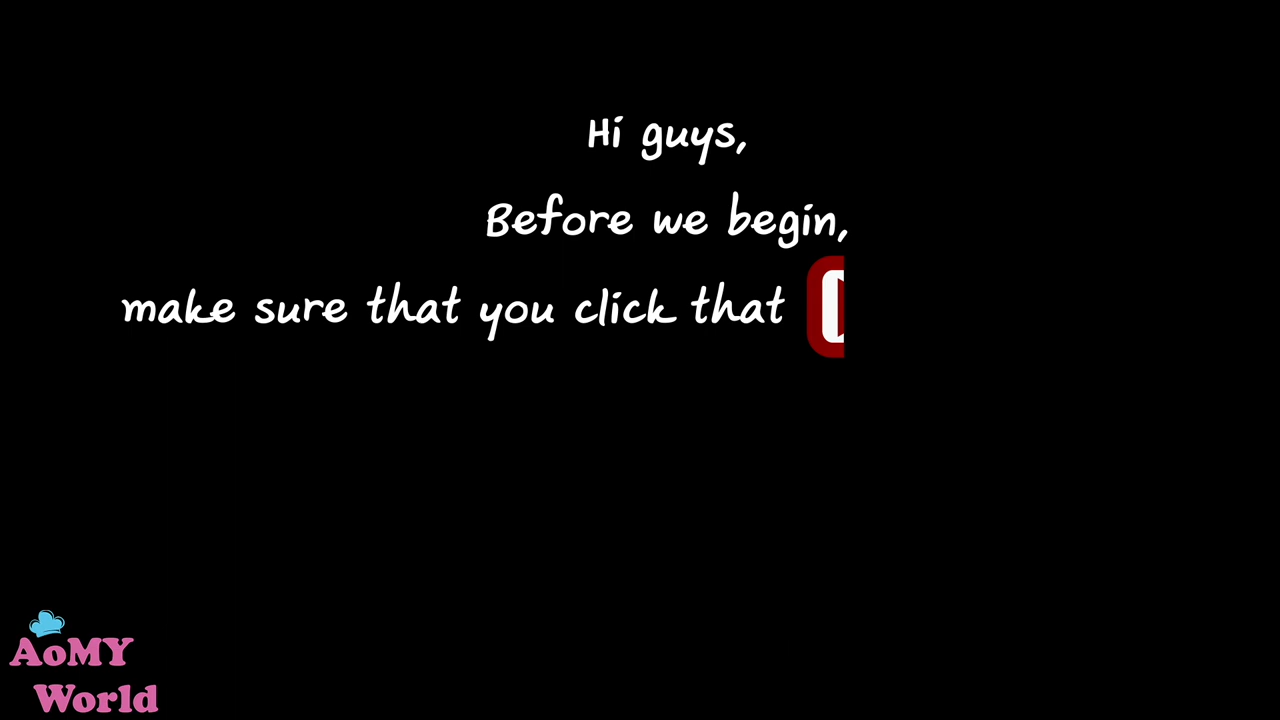 Hi guys,
Before we begin,
make sure that you click that
AoMY
World